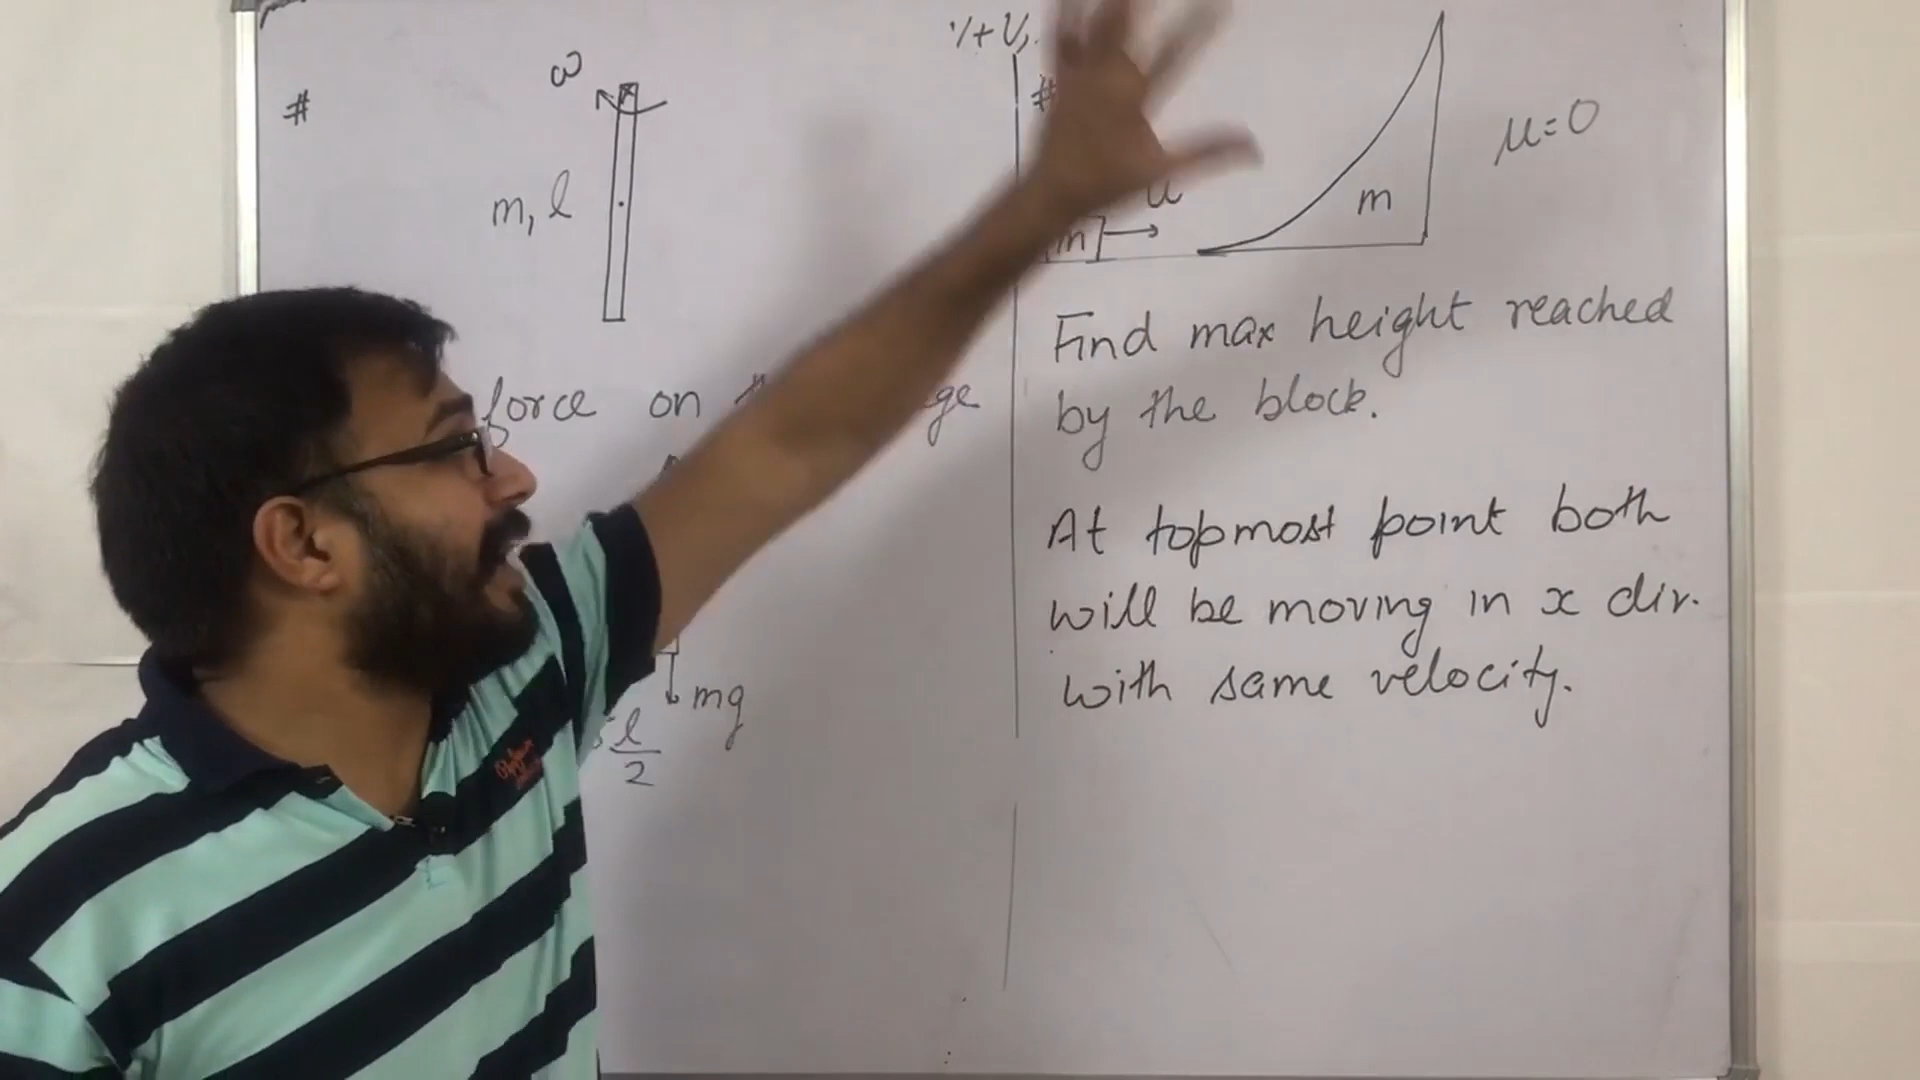 #
ω
m, l
force on
mg
l
2
#
u
m
m
μ=0
Find max height reached
by the block.
At topmost point both
will be moving in x dir.
with same velocity.